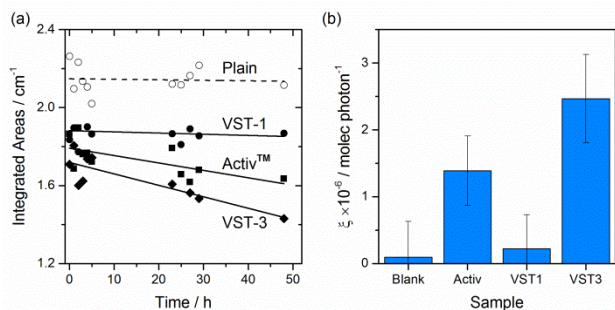 (a)
2.4
2.0
1.6
1.2
Integrated Areas / cm⁻¹
Plain
VST-1
Activ™
VST-3
0 10 20 30 40 50
Time / h
(b)
3
2
1
0
ξ ×10⁻⁶ / molec photon⁻¹
Blank Activ VST1 VST3
Sample